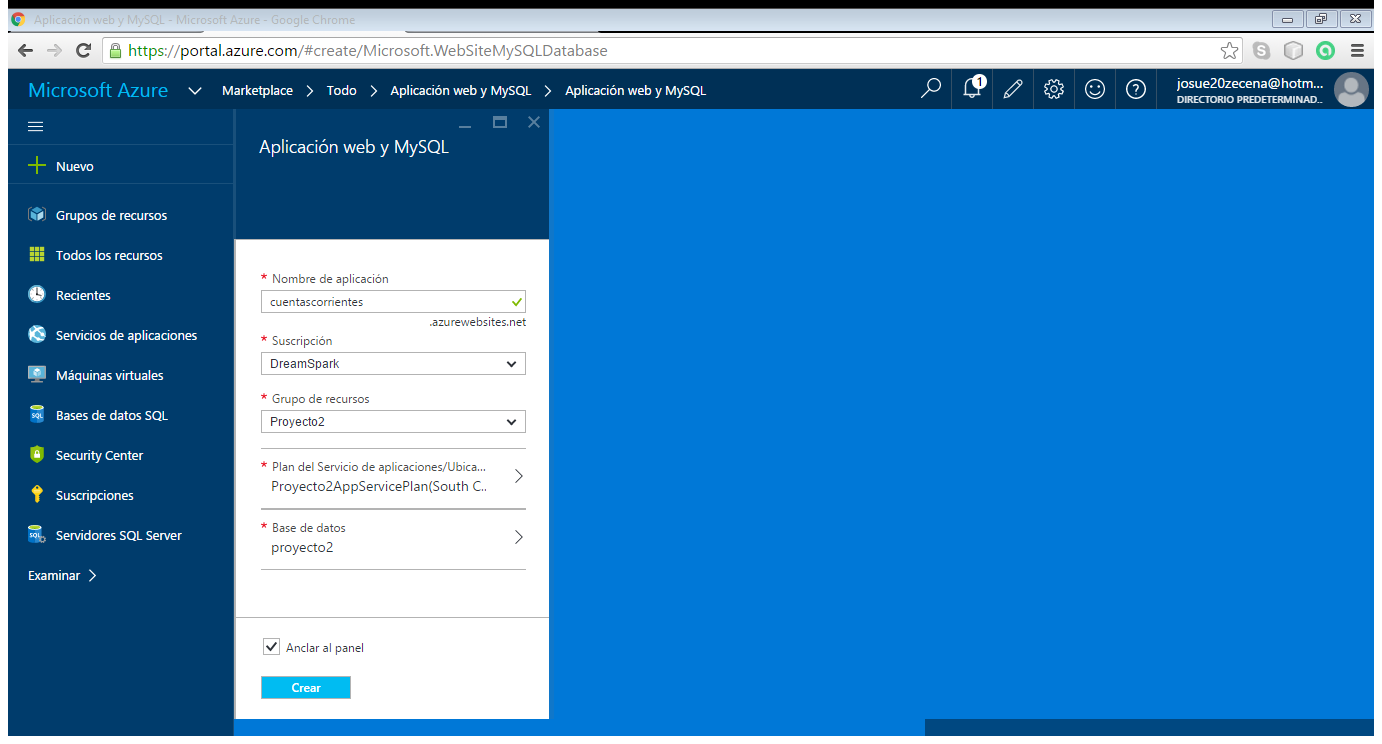 Aplicación web y MySQL - Microsoft Azure - Google Chrome
https://portal.azure.com/#create/Microsoft.WebSiteMySQLDatabase
Microsoft Azure Marketplace > Todo > Aplicación web y MySQL > Aplicación web y MySQL
1
josue20zecena@hotm...
DIRECTORIO PREDETERMINAD...
Nuevo
Grupos de recursos
Todos los recursos
Recientes
Servicios de aplicaciones
Máquinas virtuales
Bases de datos SQL
Security Center
Suscripciones
Servidores SQL Server
Examinar >
Aplicación web y MySQL
* Nombre de aplicación
cuentascorrientes
.azurewebsites.net
* Suscripción
DreamSpark
* Grupo de recursos
Proyecto2
* Plan del Servicio de aplicaciones/Ubica...
Proyecto2AppServicePlan(South C..
* Base de datos
proyecto2
Anclar al panel
Crear